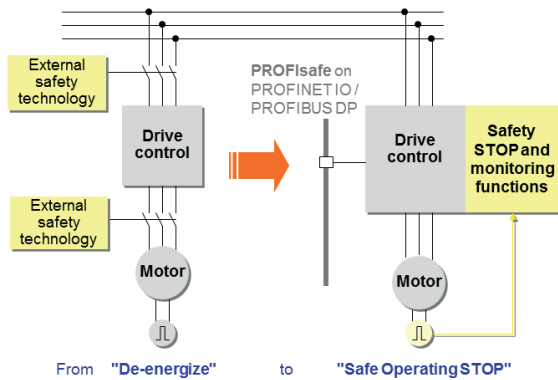 External
safety
technology
Drive
control
External
safety
technology
Motor
PROFIsafe on
PROFINET IO /
PROFIBUS DP
Drive
control
Safety
STOP and
monitoring
functions
Motor
From "De-energize" to "Safe Operating STOP"